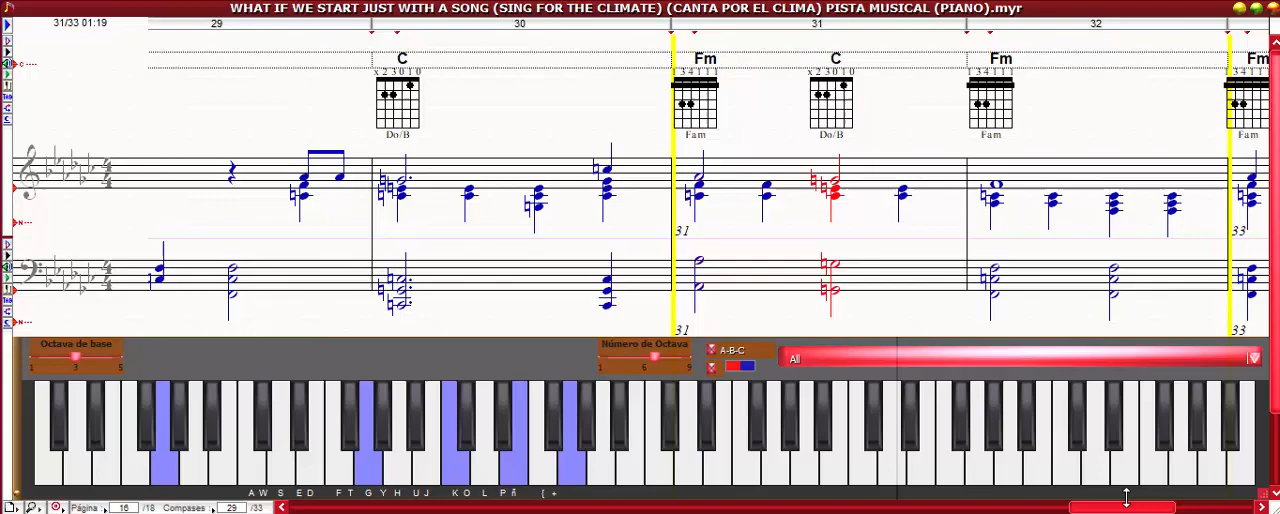 WHAT IF WE START JUST WITH A SONG (SING FOR THE CLIMATE) (CANTA POR EL CLIMA) PISTA MUSICAL (PIANO).myr
31/33 01:19 29 30 31 32
C Fm C Fm Fm
x 2 3 0 1 0 1 3 4 1 1 1 x 2 3 0 1 0 1 3 4 1 1 1 1 3 4 1 1
Do/B Fam Do/B Fam Fam
4 4
31 33
4 4
31 33
Octava de base Número de Octava A-B-C
All
1 3 5 1 6 9
A W S E D F T G Y H U J K O L P ñ [ +
Página 16 /18 Compases 29 /33